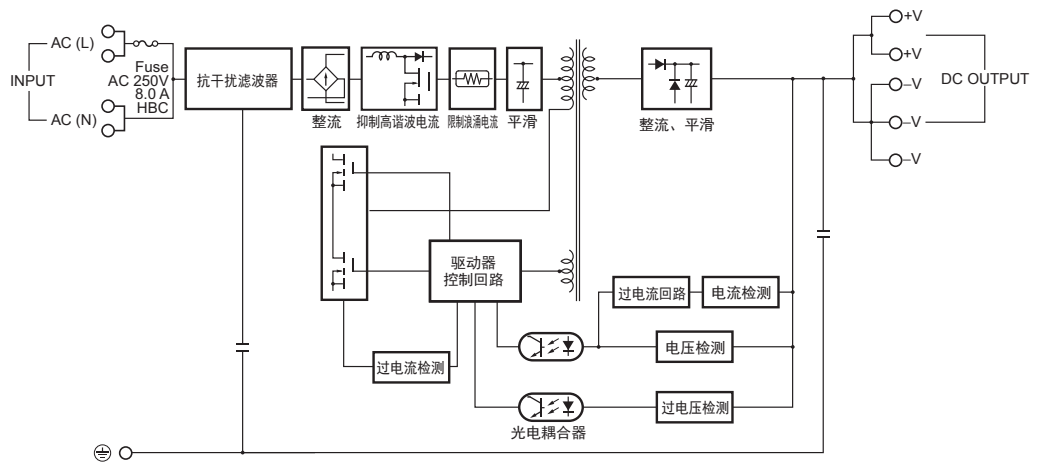 INPUT
AC (L)
AC (N)
Fuse
AC 250V
8.0 A
HBC
抗干扰滤波器
整流
抑制高谐波电流
限制浪涌电流
平滑
整流、平滑
+V
+V
–V
–V
–V
DC OUTPUT
驱动器
控制回路
过电流回路
电流检测
电压检测
过电流检测
过电压检测
光电耦合器